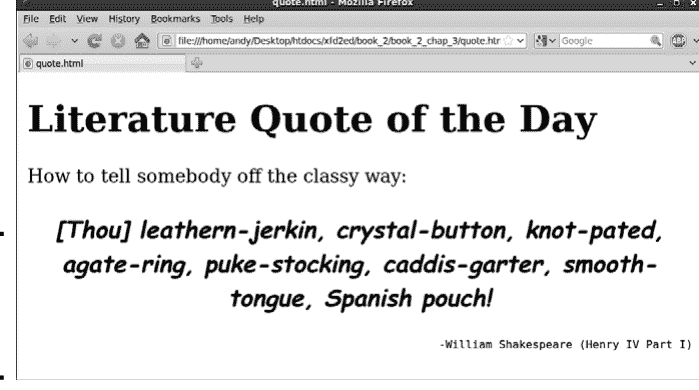 quote.html - Mozilla Firefox
File Edit View History Bookmarks Tools Help
file:///home/andy/Desktop/htdocs/xfd2ed/book_2/book_2_chap_3/quote.htr Google ABP
quote.html
Literature Quote of the Day
How to tell somebody off the classy way:
[Thou] leathern-jerkin, crystal-button, knot-pated,
agate-ring, puke-stocking, caddis-garter, smooth-
tongue, Spanish pouch!
-William Shakespeare (Henry IV Part I)